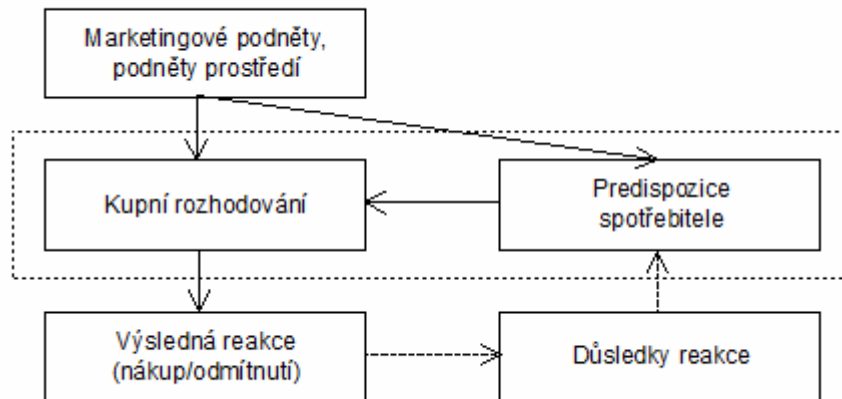 Marketingové podněty,
podněty prostředí
Kupní rozhodování
Predispozice
spotřebitele
Výsledná reakce
(nákup/odmítnutí)
Důsledky reakce